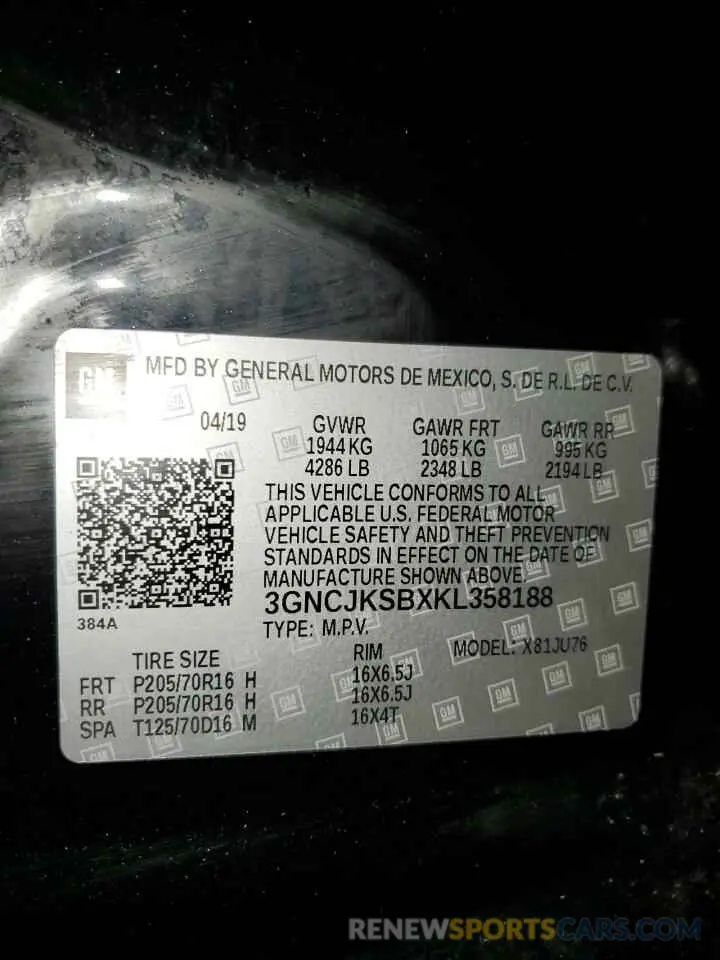 GM
MFD BY GENERAL MOTORS DE MEXICO, S. DE R.L. DE C.V.
04/19 GVWR GAWR FRT GAWR RR
1944 KG 1065 KG 995 KG
4286 LB 2348 LB 2194 LB
THIS VEHICLE CONFORMS TO ALL
APPLICABLE U.S. FEDERAL MOTOR
VEHICLE SAFETY AND THEFT PREVENTION
STANDARDS IN EFFECT ON THE DATE OF
MANUFACTURE SHOWN ABOVE.
3GNCJKSBXKL358188
384A
TYPE: M.P.V. MODEL: X81JU76
TIRE SIZE RIM
FRT P205/70R16 H 16X6.5J
RR P205/70R16 H 16X6.5J
SPA T125/70D16 M 16X4T
RENEWSPORTSCARS.COM